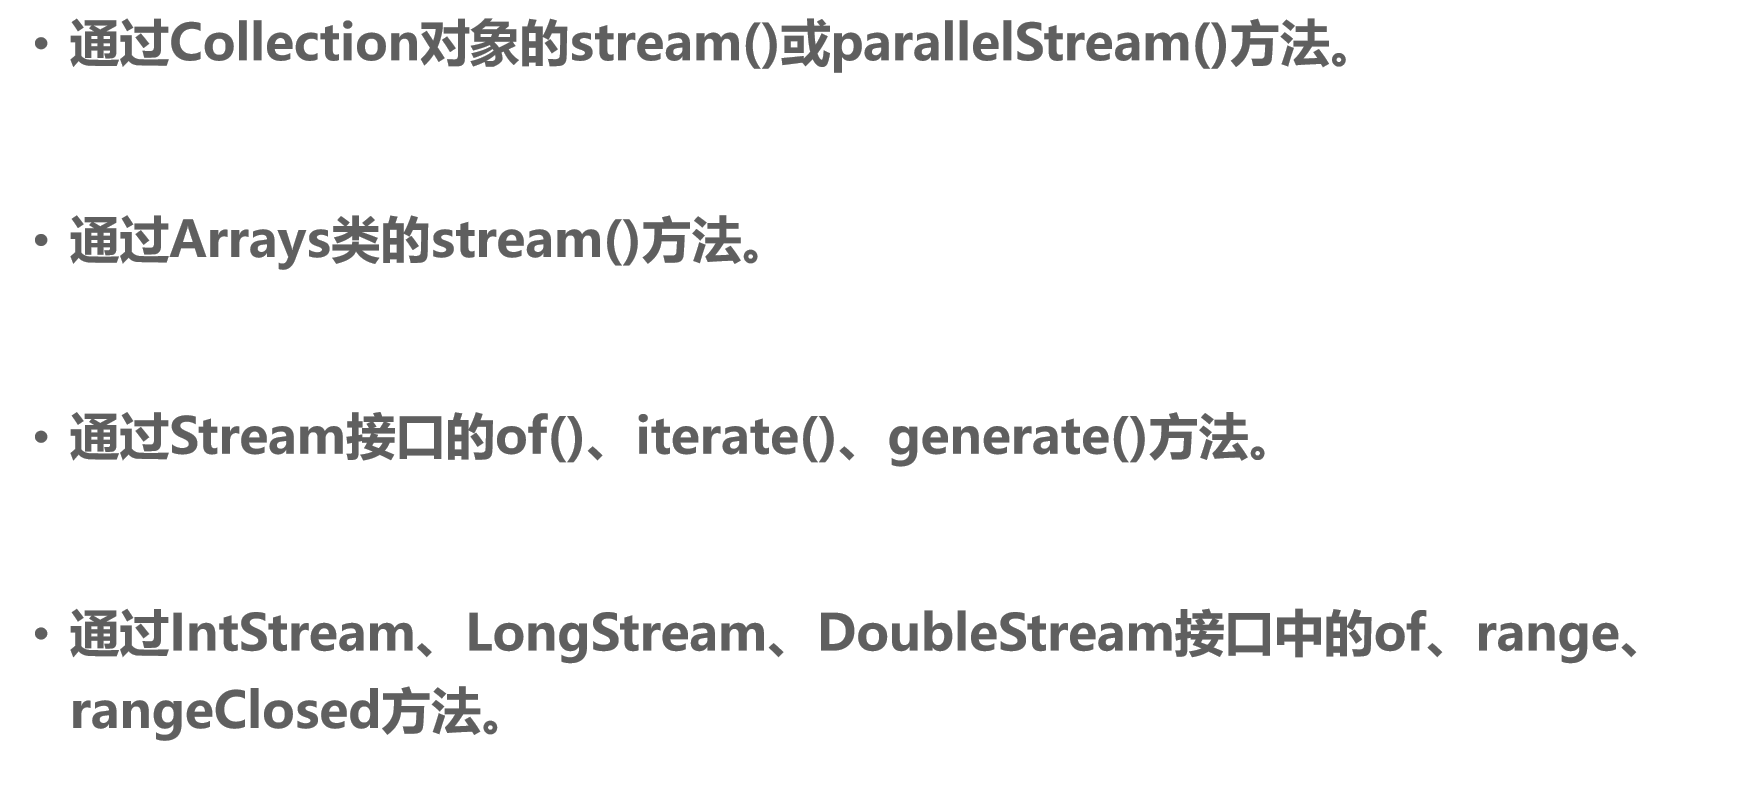 • 通过Collection对象的stream()或parallelStream()方法。
• 通过Arrays类的stream()方法。
• 通过Stream接口的of()、iterate()、generate()方法。
• 通过IntStream、LongStream、DoubleStream接口中的of、range、
rangeClosed方法。